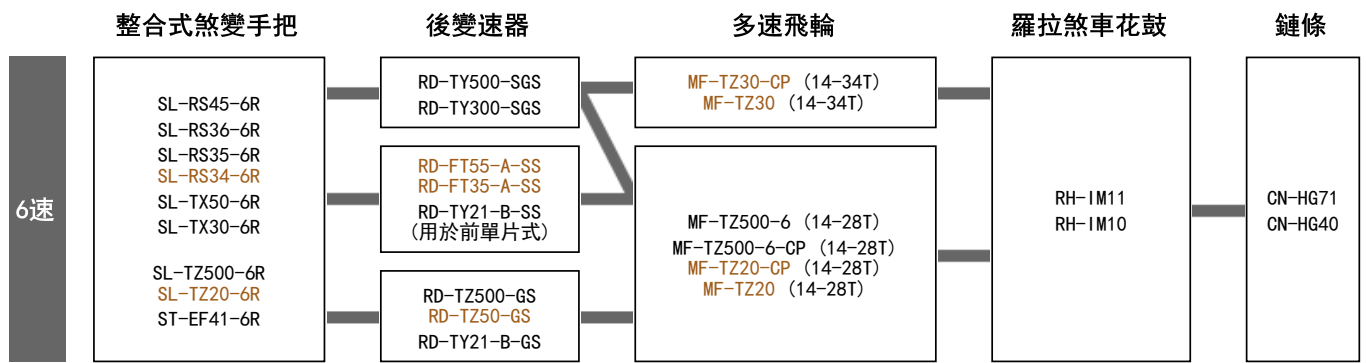 整合式煞變手把
後變速器
多速飛輪
羅拉煞車花鼓
鏈條
6速
SL-RS45-6R
SL-RS36-6R
SL-RS35-6R
SL-RS34-6R
SL-TX50-6R
SL-TX30-6R
SL-TZ500-6R
SL-TZ20-6R
ST-EF41-6R
RD-TY500-SGS
RD-TY300-SGS
RD-FT55-A-SS
RD-FT35-A-SS
RD-TY21-B-SS
(用於前單片式)
RD-TZ500-GS
RD-TZ50-GS
RD-TY21-B-GS
MF-TZ30-CP (14-34T)
MF-TZ30 (14-34T)
MF-TZ500-6 (14-28T)
MF-TZ500-6-CP (14-28T)
MF-TZ20-CP (14-28T)
MF-TZ20 (14-28T)
RH-IM11
RH-IM10
CN-HG71
CN-HG40